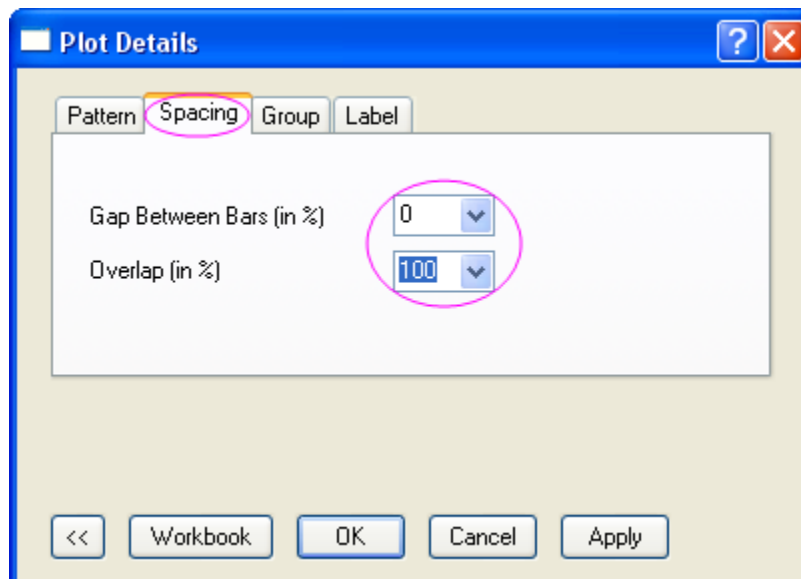 Plot Details
Pattern Spacing Group Label
Gap Between Bars (in %) 0
Overlap (in %) 100
<< Workbook OK Cancel Apply